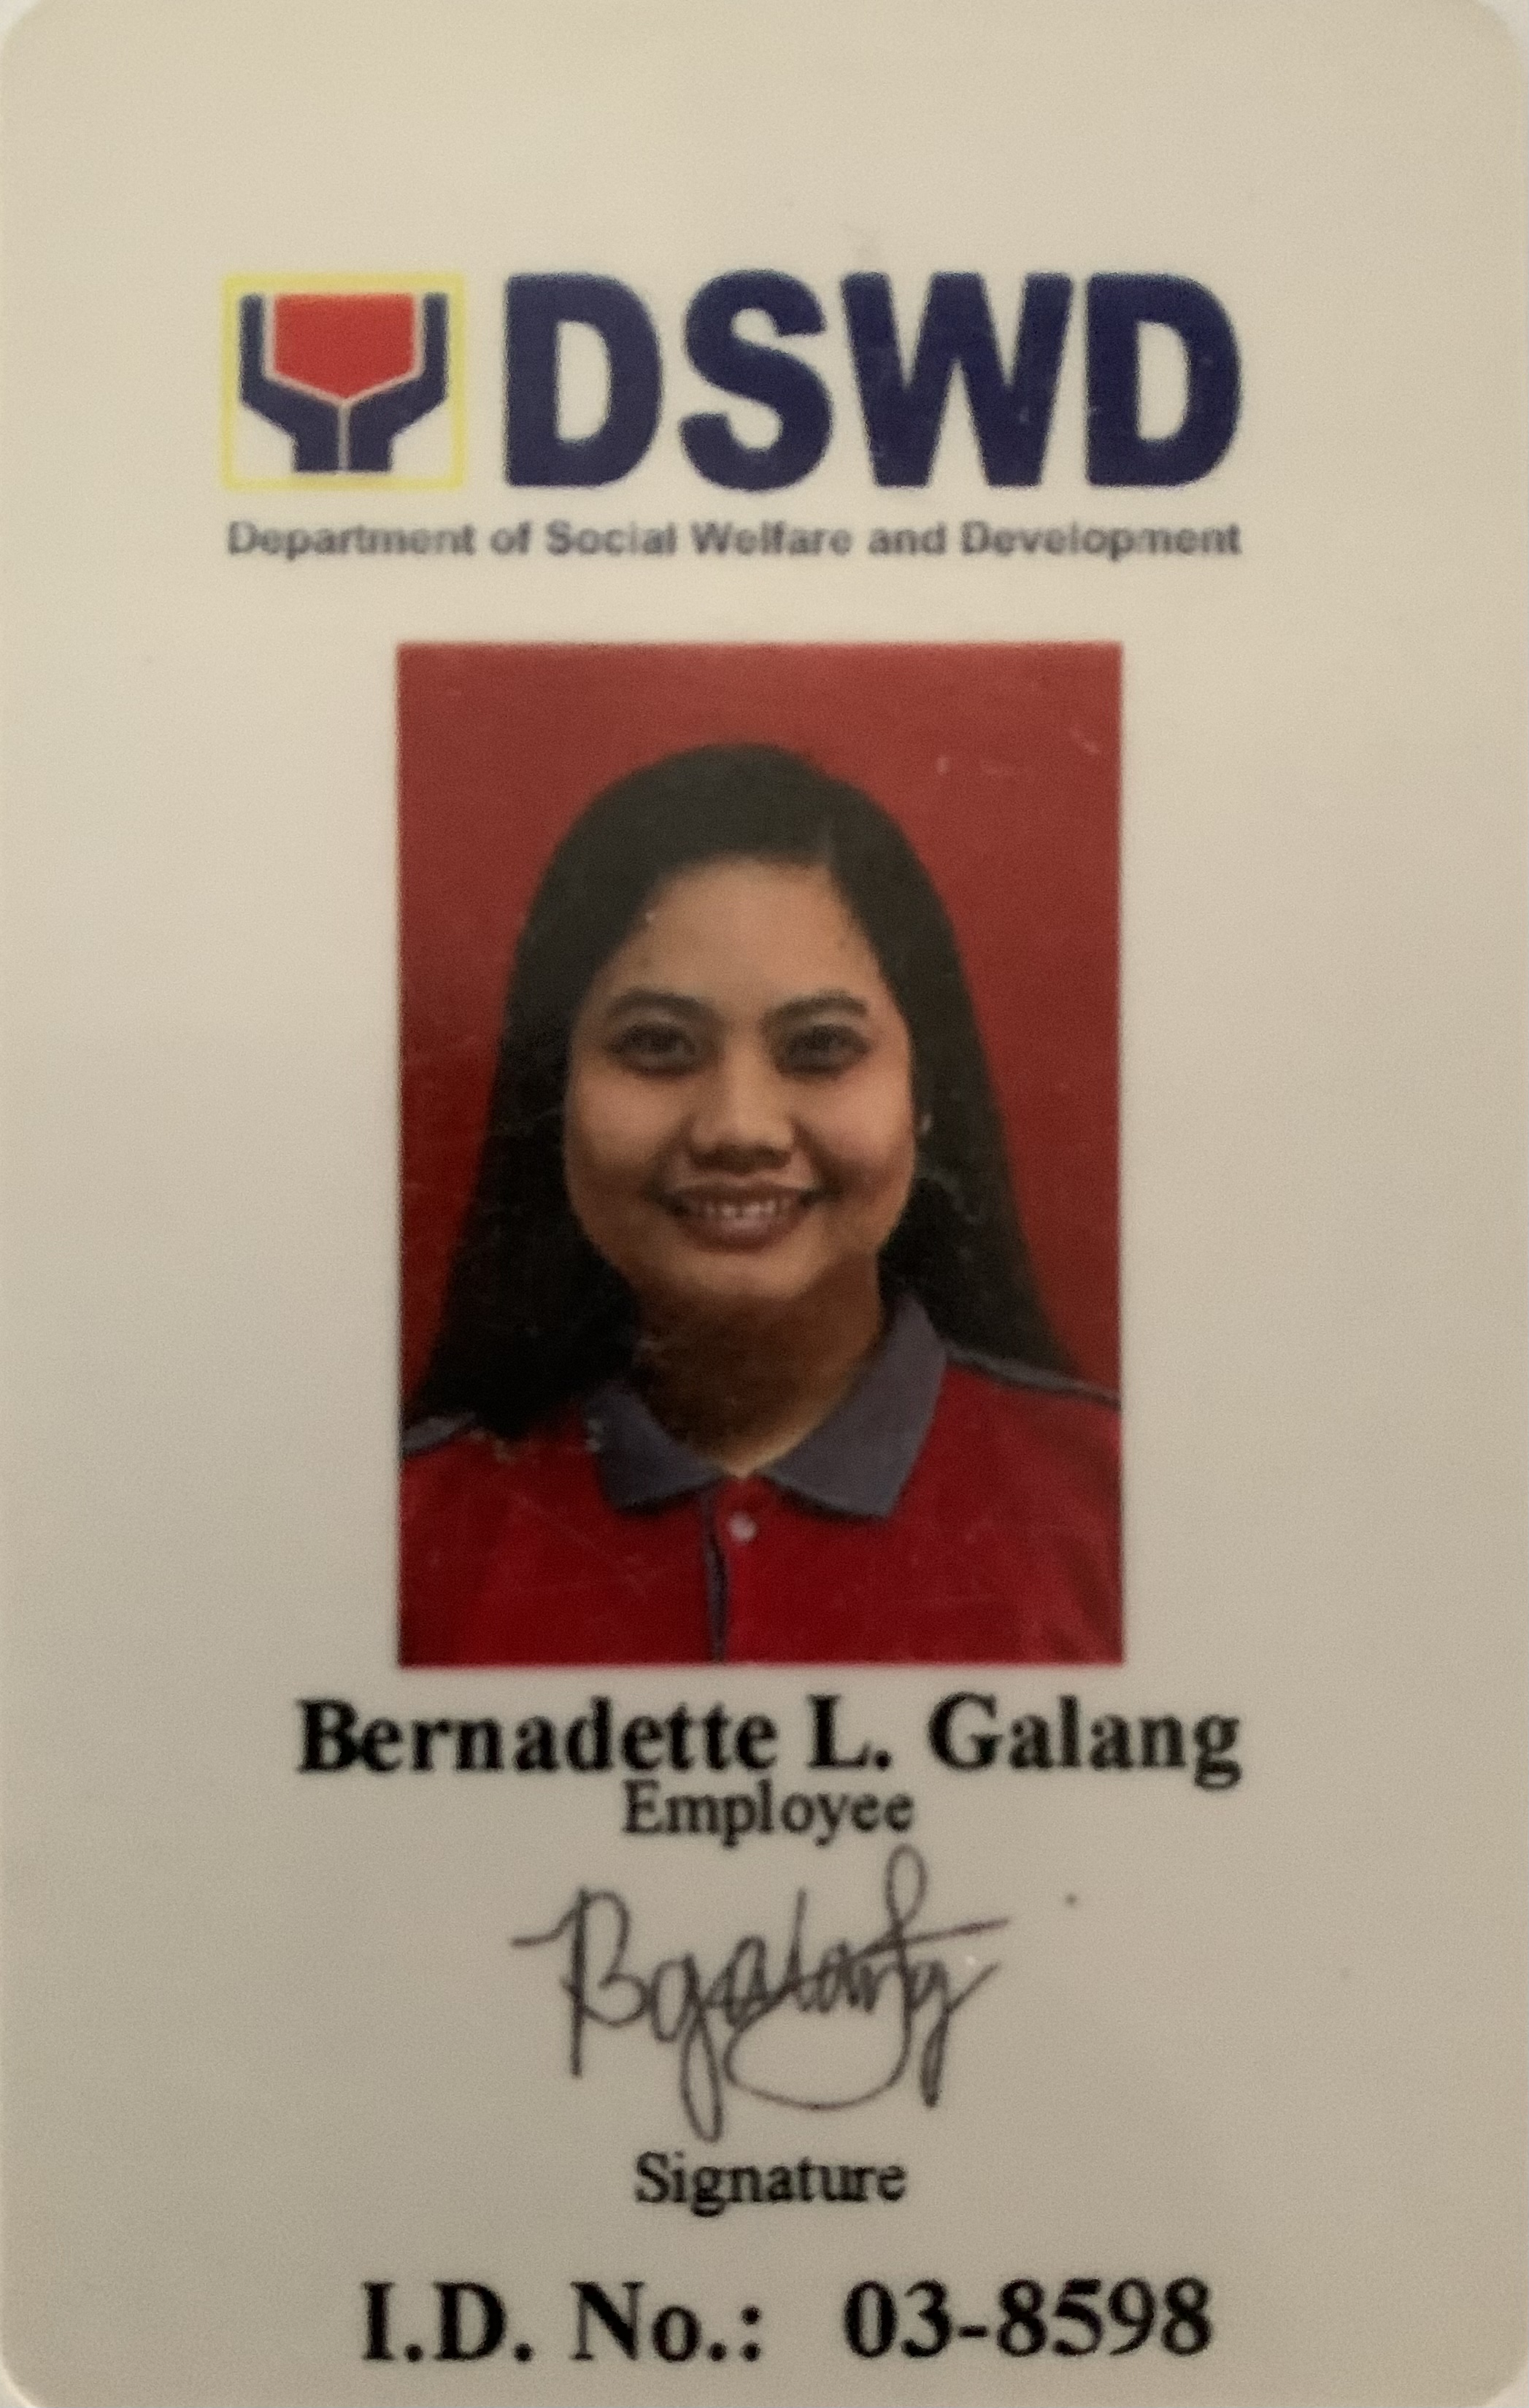 DSWD
Department of Social Welfare and Development
Bernadette L. Galang
Employee
Bgalang
Signature
I.D. No.: 03-8598